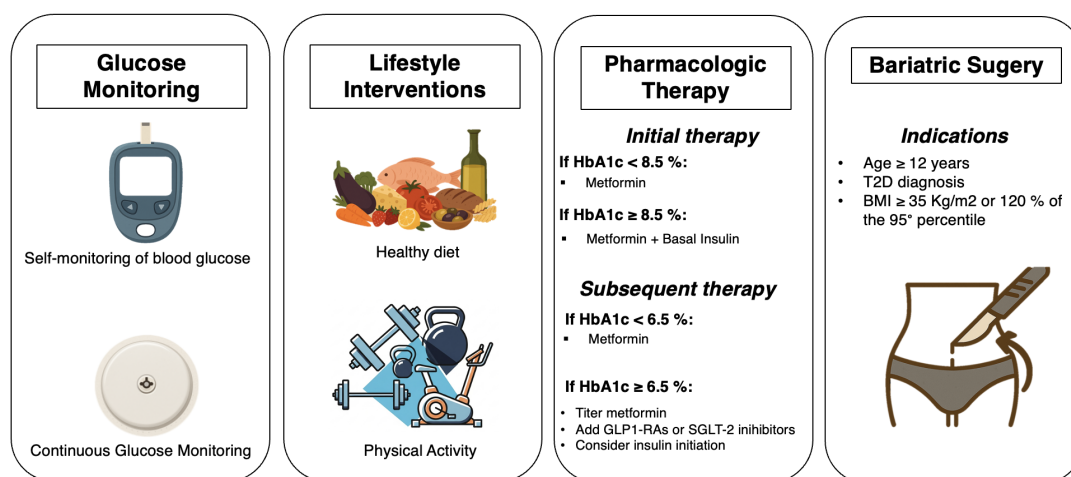 Glucose
Monitoring
Self-monitoring of blood glucose
Continuous Glucose Monitoring
Lifestyle
Interventions
Healthy diet
Physical Activity
Pharmacologic
Therapy
Initial therapy
If HbA1c < 8.5 %:
▪ Metformin
If HbA1c ≥ 8.5 %:
▪ Metformin + Basal Insulin
Subsequent therapy
If HbA1c < 6.5 %:
▪ Metformin
If HbA1c ≥ 6.5 %:
• Titer metformin
• Add GLP1-RAs or SGLT-2 inihibitors
• Consider insulin initiation
Bariatric Sugery
Indications
• Age ≥ 12 years
• T2D diagnosis
• BMI ≥ 35 Kg/m2 or 120 % of
the 95° percentile